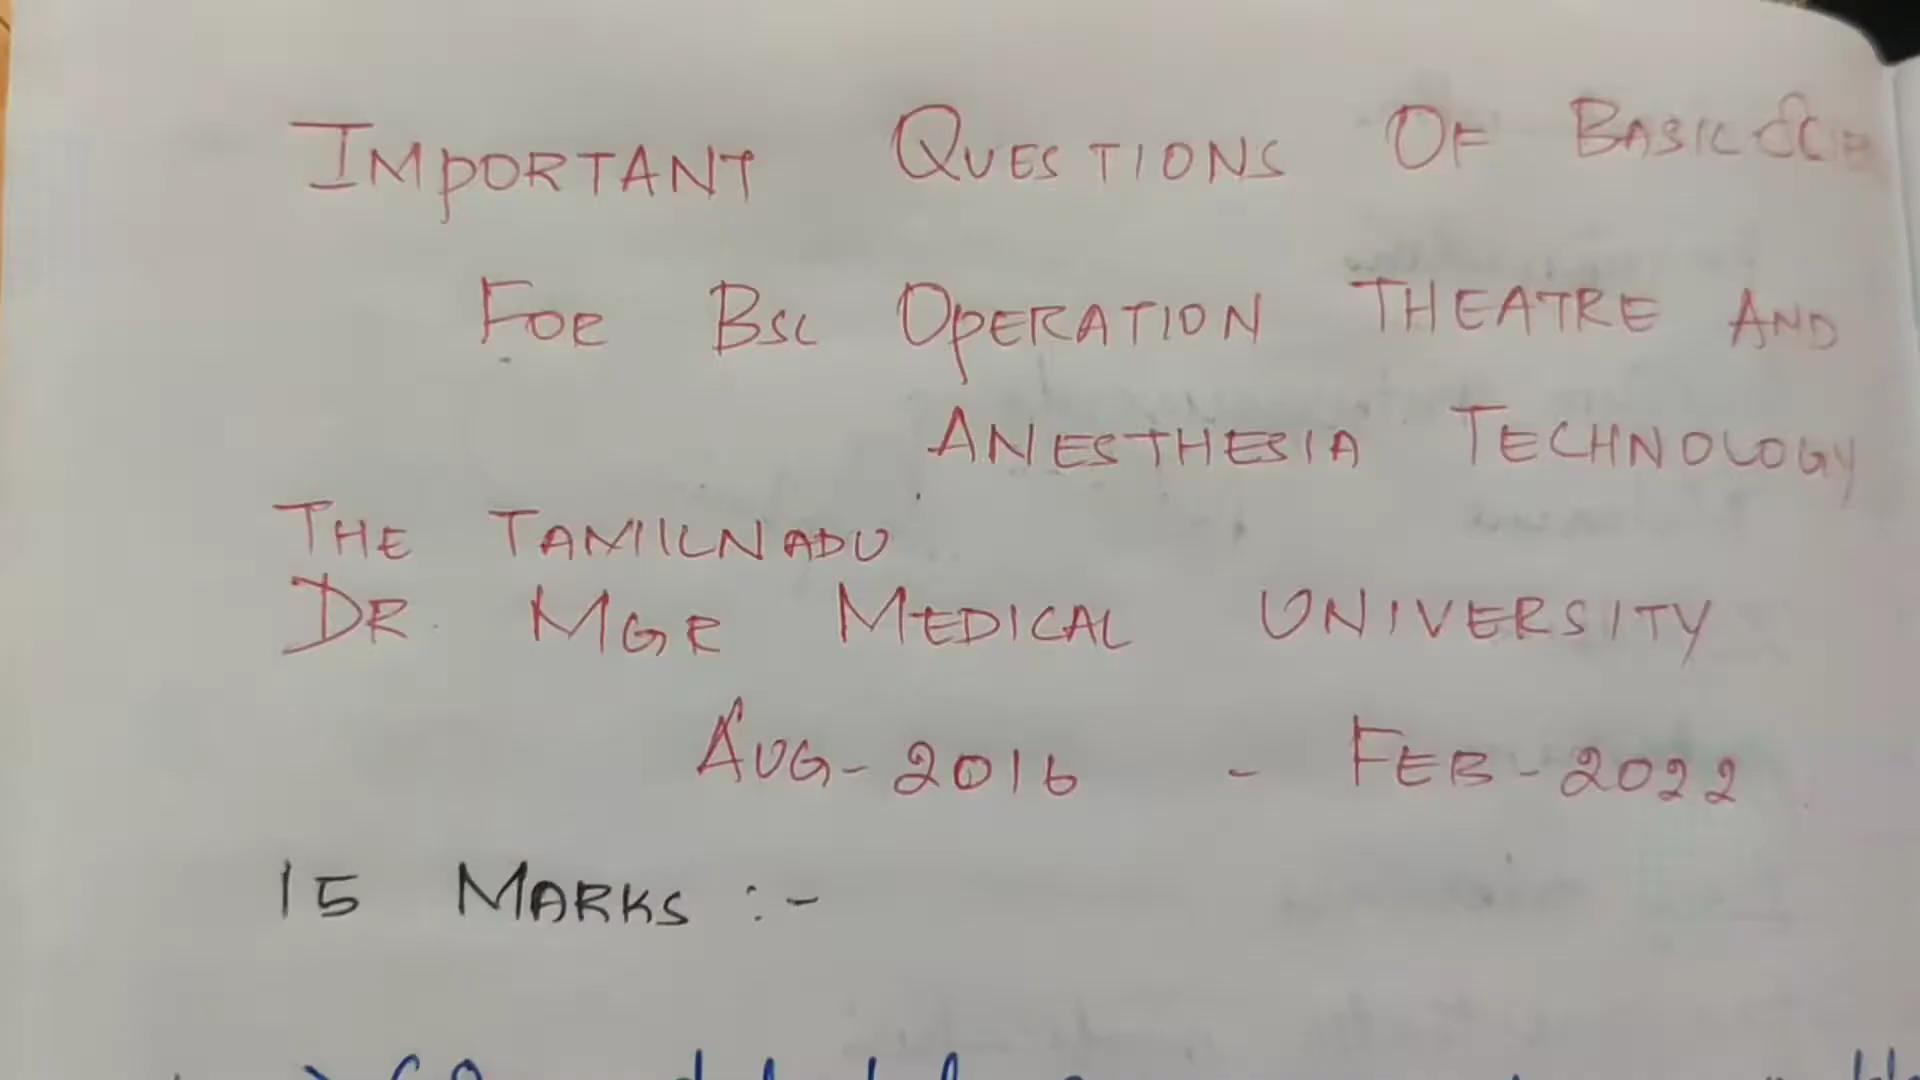 IMPORTANT QUESTIONS OF BASIC SCIE
FOR BSC OPERATION THEATRE AND
ANESTHESIA TECHNOLOGY
THE TAMILNADU
DR MGR MEDICAL UNIVERSITY
AUG-2016 - FEB-2022
15 MARKS :-